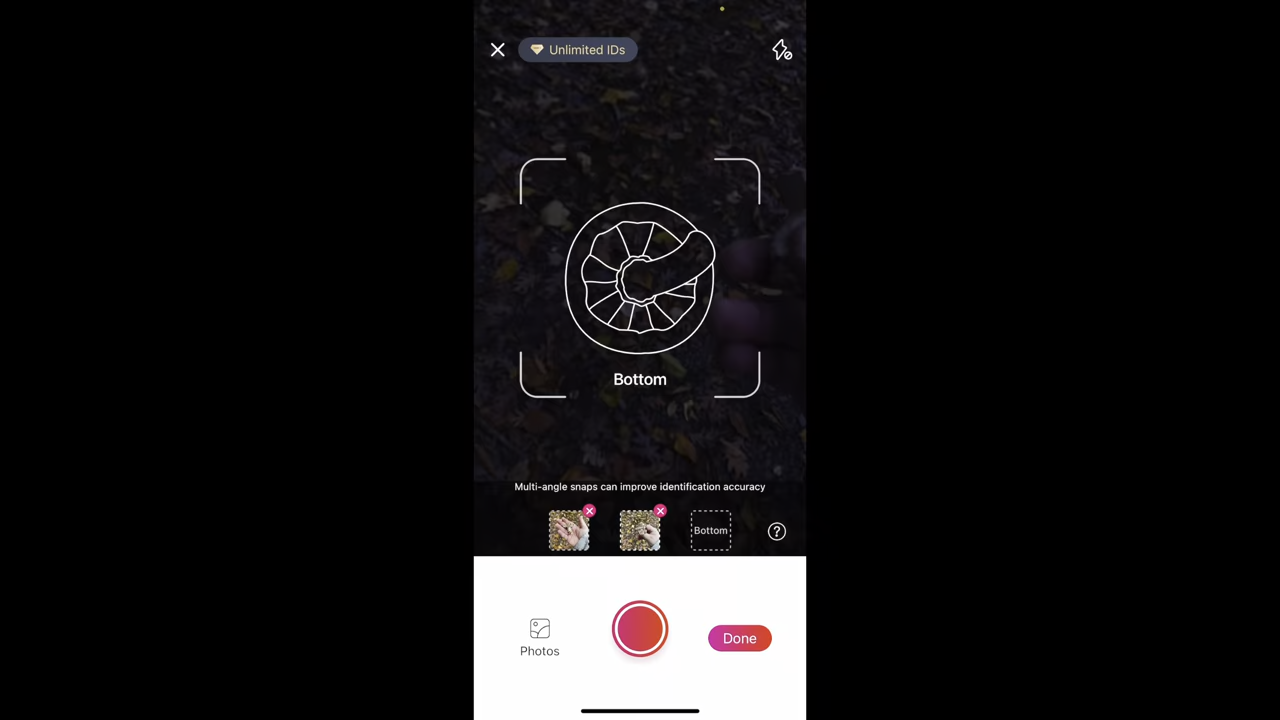 Unlimited IDs
Bottom
Multi-angle snaps can improve identification accuracy
Bottom
?
Photos
Done